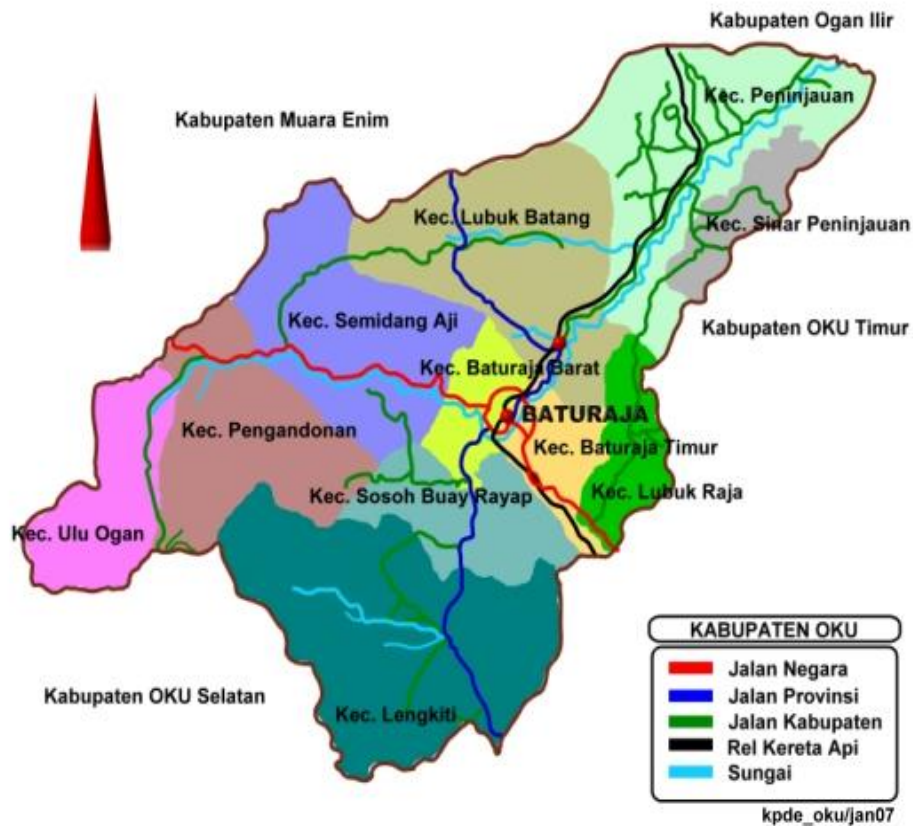 Kabupaten Ogan Ilir
Kec. Peninjauan
Kabupaten Muara Enim
Kec. Lubuk Batang
Kec. Sinar Peninjauan
Kec. Semidang Aji
Kabupaten OKU Timur
Kec. Baturaja Barat
BATURAJA
Kec. Pengandonan
Kec. Baturaja Timur
Kec. Sosoh Buay Rayap
Kec. Lubuk Raja
Kec. Ulu Ogan
Kabupaten OKU Selatan
Kec. Lengkiti
KABUPATEN OKU
Jalan Negara
Jalan Provinsi
Jalan Kabupaten
Rel Kereta Api
Sungai
kpde_oku/jan07